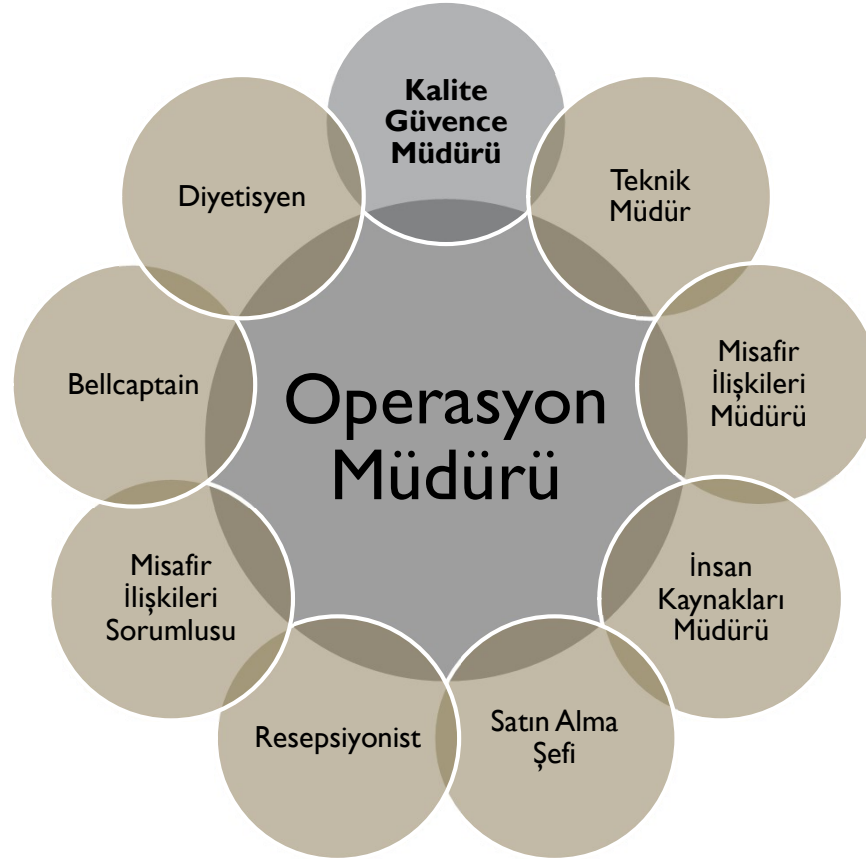 Kalite
Güvence
Müdürü
Teknik
Müdür
Misafir
İlişkileri
Müdürü
İnsan
Kaynakları
Müdürü
Satın Alma
Şefi
Resepsiyonist
Misafir
İlişkileri
Sorumlusu
Bellcaptain
Diyetisyen
Operasyon
Müdürü